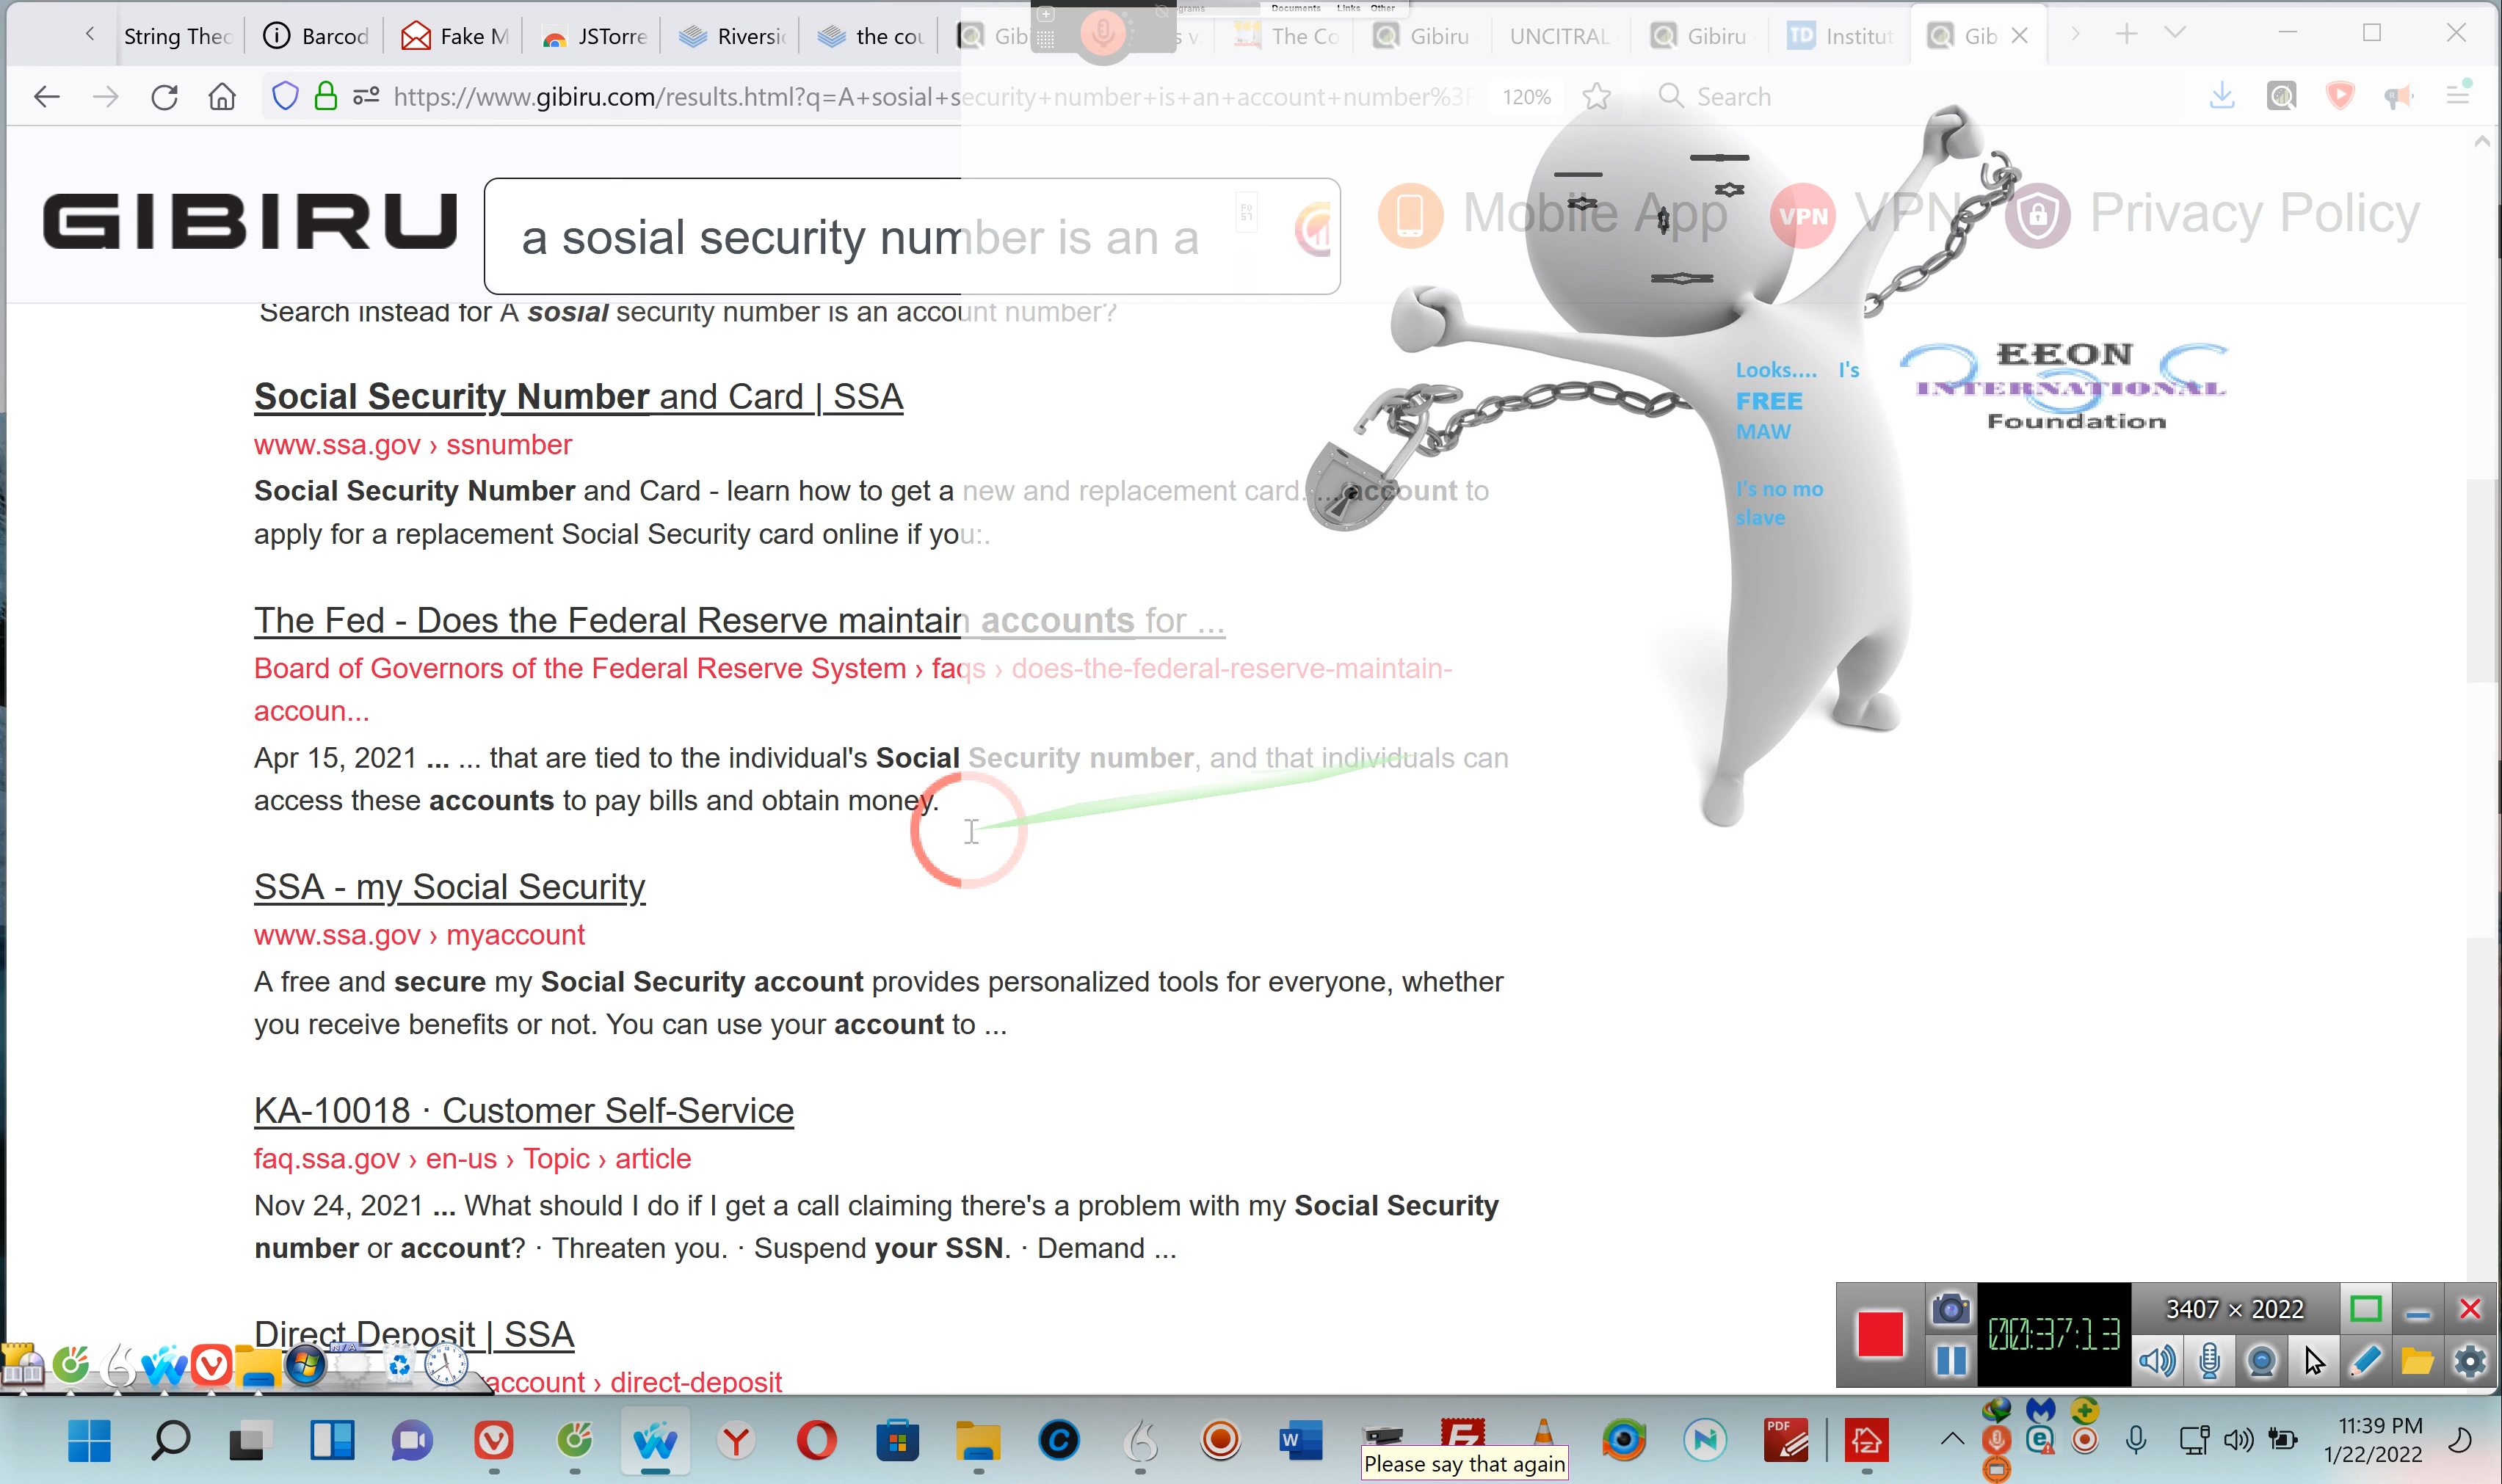 Documents Links Other
String Theo
Barcod
Fake M
JSTorre
Riversi
the cou
Gib
s v
The Co
Gibiru
UNCITRAL
Gibiru
TD
Institut
Gib
https://www.gibiru.com/results.html?q=A+sosial+security+number+is+an+account+number%3F
120%
Search
GIBIRU
a sosial security number is an a
Mobile App
VPN
VPN
Privacy Policy
Search instead for A sosial security number is an account number?
Social Security Number and Card | SSA
www.ssa.gov › ssnumber
Social Security Number and Card - learn how to get a new and replacement card. ... account to
apply for a replacement Social Security card online if you:.
The Fed - Does the Federal Reserve maintain accounts for ...
Board of Governors of the Federal Reserve System › faqs › does-the-federal-reserve-maintain-
accoun...
Apr 15, 2021 ... ... that are tied to the individual's Social Security number, and that individuals can
access these accounts to pay bills and obtain money.
SSA - my Social Security
www.ssa.gov › myaccount
A free and secure my Social Security account provides personalized tools for everyone, whether
you receive benefits or not. You can use your account to ...
KA-10018 · Customer Self-Service
faq.ssa.gov › en-us › Topic › article
Nov 24, 2021 ... What should I do if I get a call claiming there's a problem with my Social Security
number or account? · Threaten you. · Suspend your SSN. · Demand ...
Direct Deposit | SSA
account › direct-deposit
Looks.... I's
FREE
MAW
I's no mo
slave
EEON
INTERNATIONAL
Foundation
00:37:13
3407 × 2022
N/A
PDF
Please say that again
11:39 PM
1/22/2022